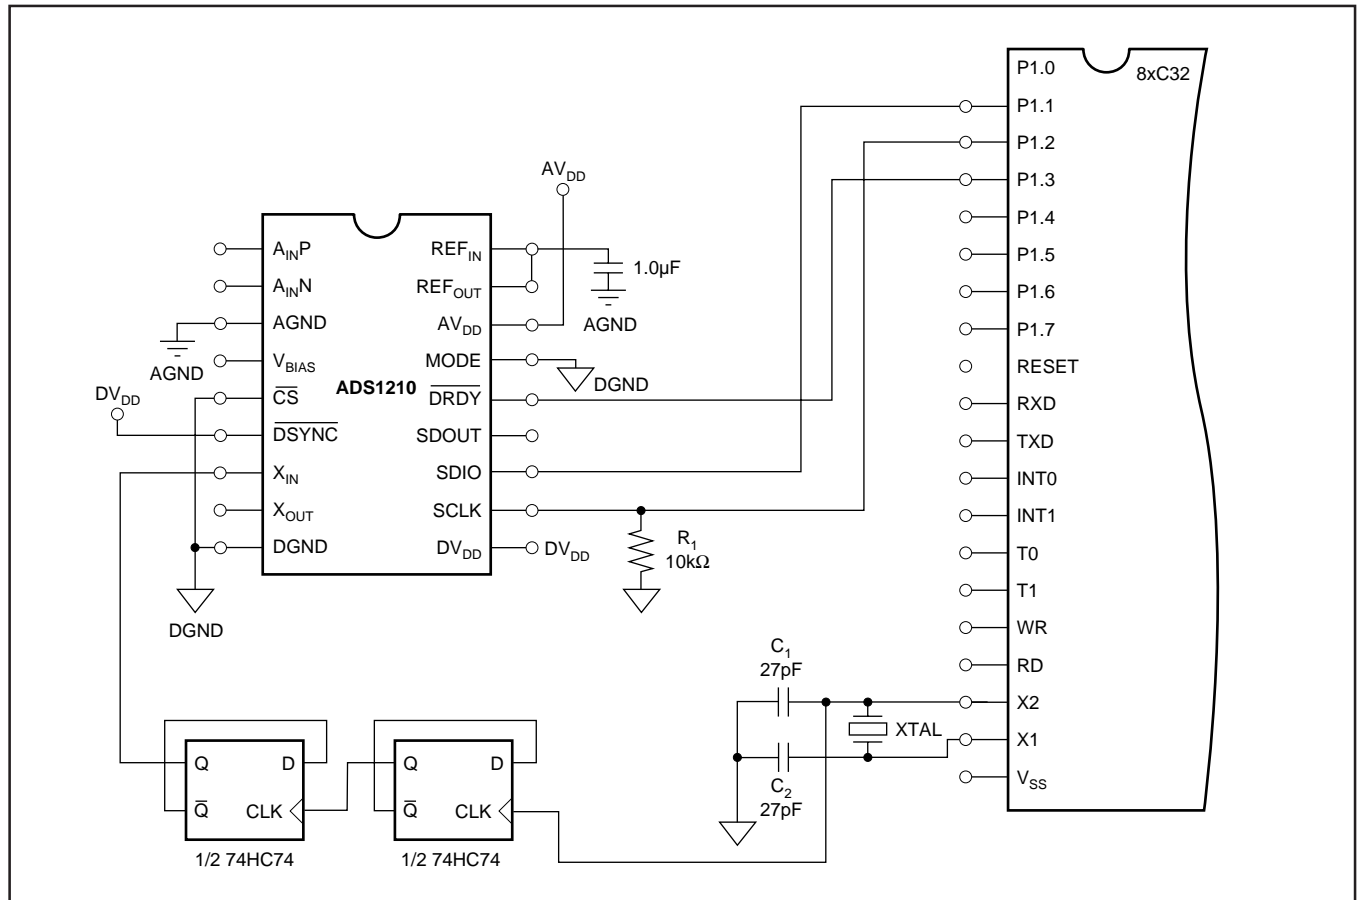 P1.0
8xC32
P1.1
P1.2
P1.3
P1.4
P1.5
P1.6
P1.7
RESET
RXD
TXD
INT0
INT1
T0
T1
WR
RD
X2
X1
VSS
AVDD
AINP
AINN
AGND
VBIAS
CS
DSYNC
XIN
XOUT
DGND
ADS1210
REFIN
REFOUT
AVDD
MODE
DRDY
SDOUT
SDIO
SCLK
DVDD
1.0µF
AGND
DGND
AGND
DVDD
DVDD
R1
10kΩ
DGND
C1
27pF
XTAL
C2
27pF
Q
D
Q
CLK
1/2 74HC74
Q
D
Q
CLK
1/2 74HC74